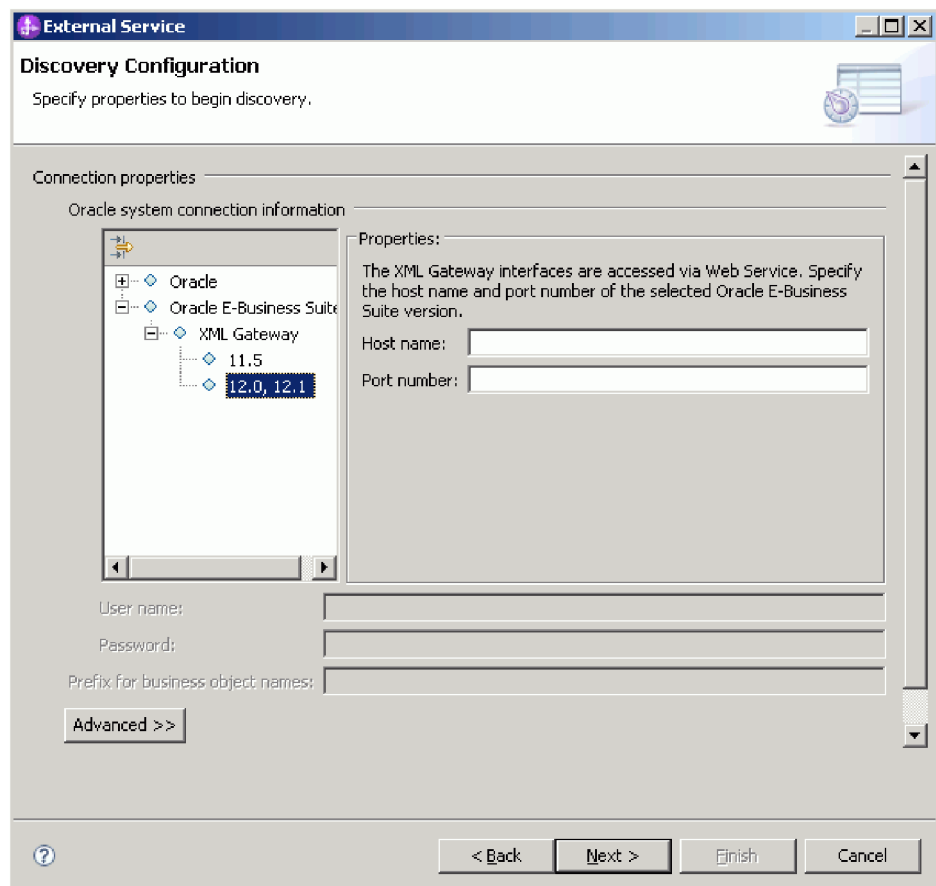 External Service
Discovery Configuration
Specify properties to begin discovery.
Connection properties
Oracle system connection information
Oracle
Oracle E-Business Suite
XML Gateway
11.5
12.0, 12.1
Properties:
The XML Gateway interfaces are accessed via Web Service. Specify
the host name and port number of the selected Oracle E-Business
Suite version.
Host name:
Port number:
User name:
Password:
Prefix for business object names:
Advanced >>
?
< Back
Next >
Finish
Cancel